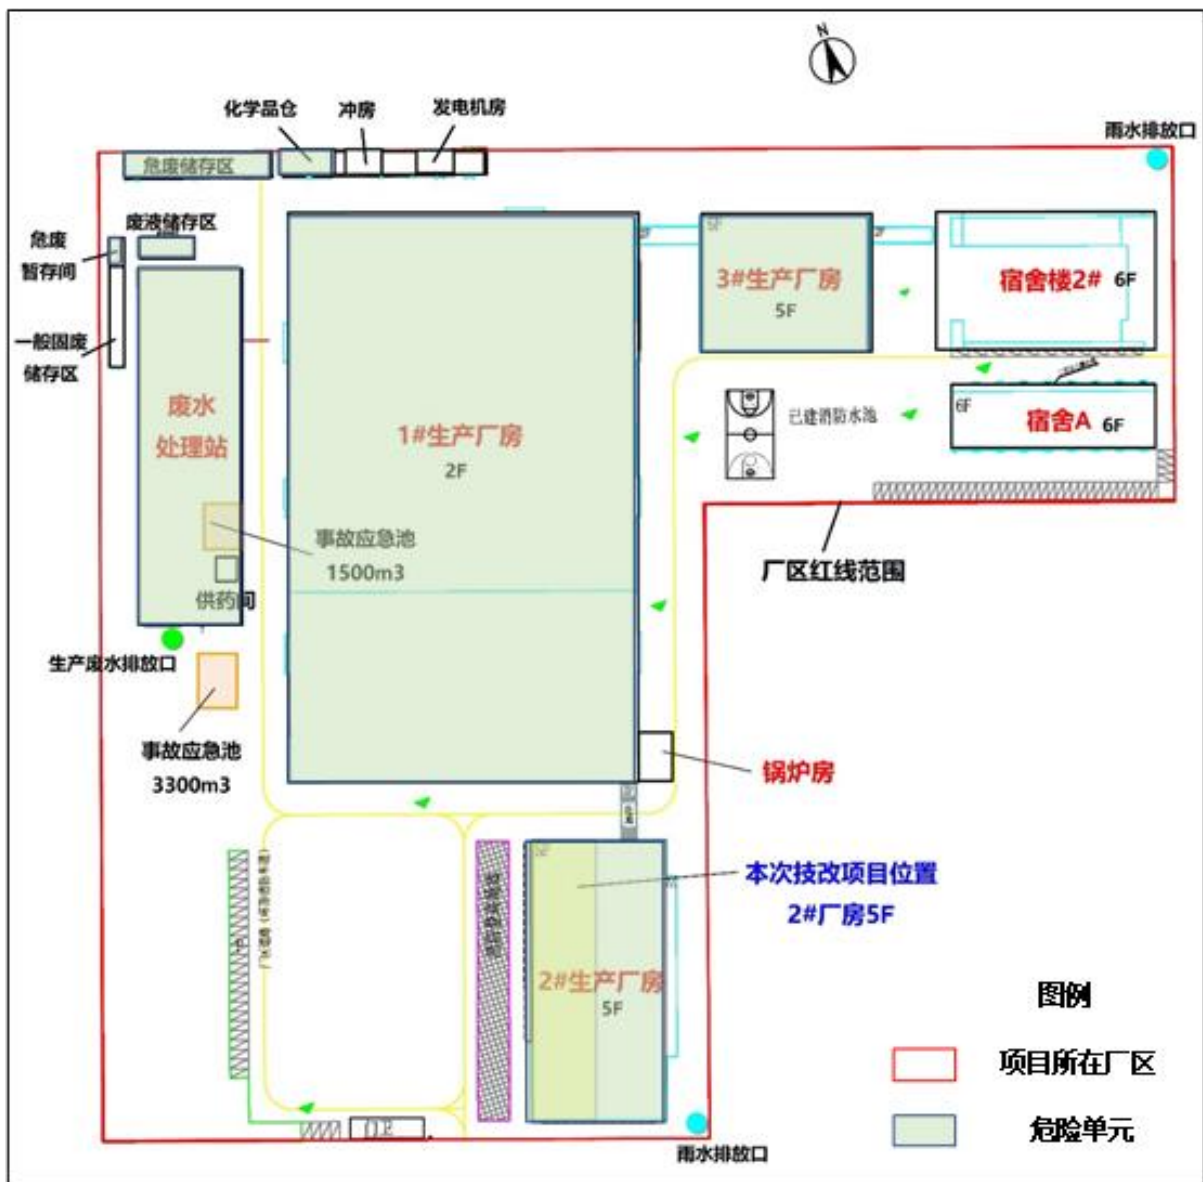 N
化学品仓
冲房
发电机房
雨水排放口
危废储存区
废液储存区
危废
暂存间
一般固废
储存区
废水
处理站
1#生产厂房
2F
3#生产厂房
5F
宿舍楼2# 6F
6F
宿舍A 6F
已建消防水池
事故应急池
1500m3
供药间
厂区红线范围
生产废水排放口
事故应急池
3300m3
锅炉房
本次技改项目位置
2#厂房5F
2#生产厂房
5F
门卫
雨水排放口
图例
项目所在厂区
危险单元